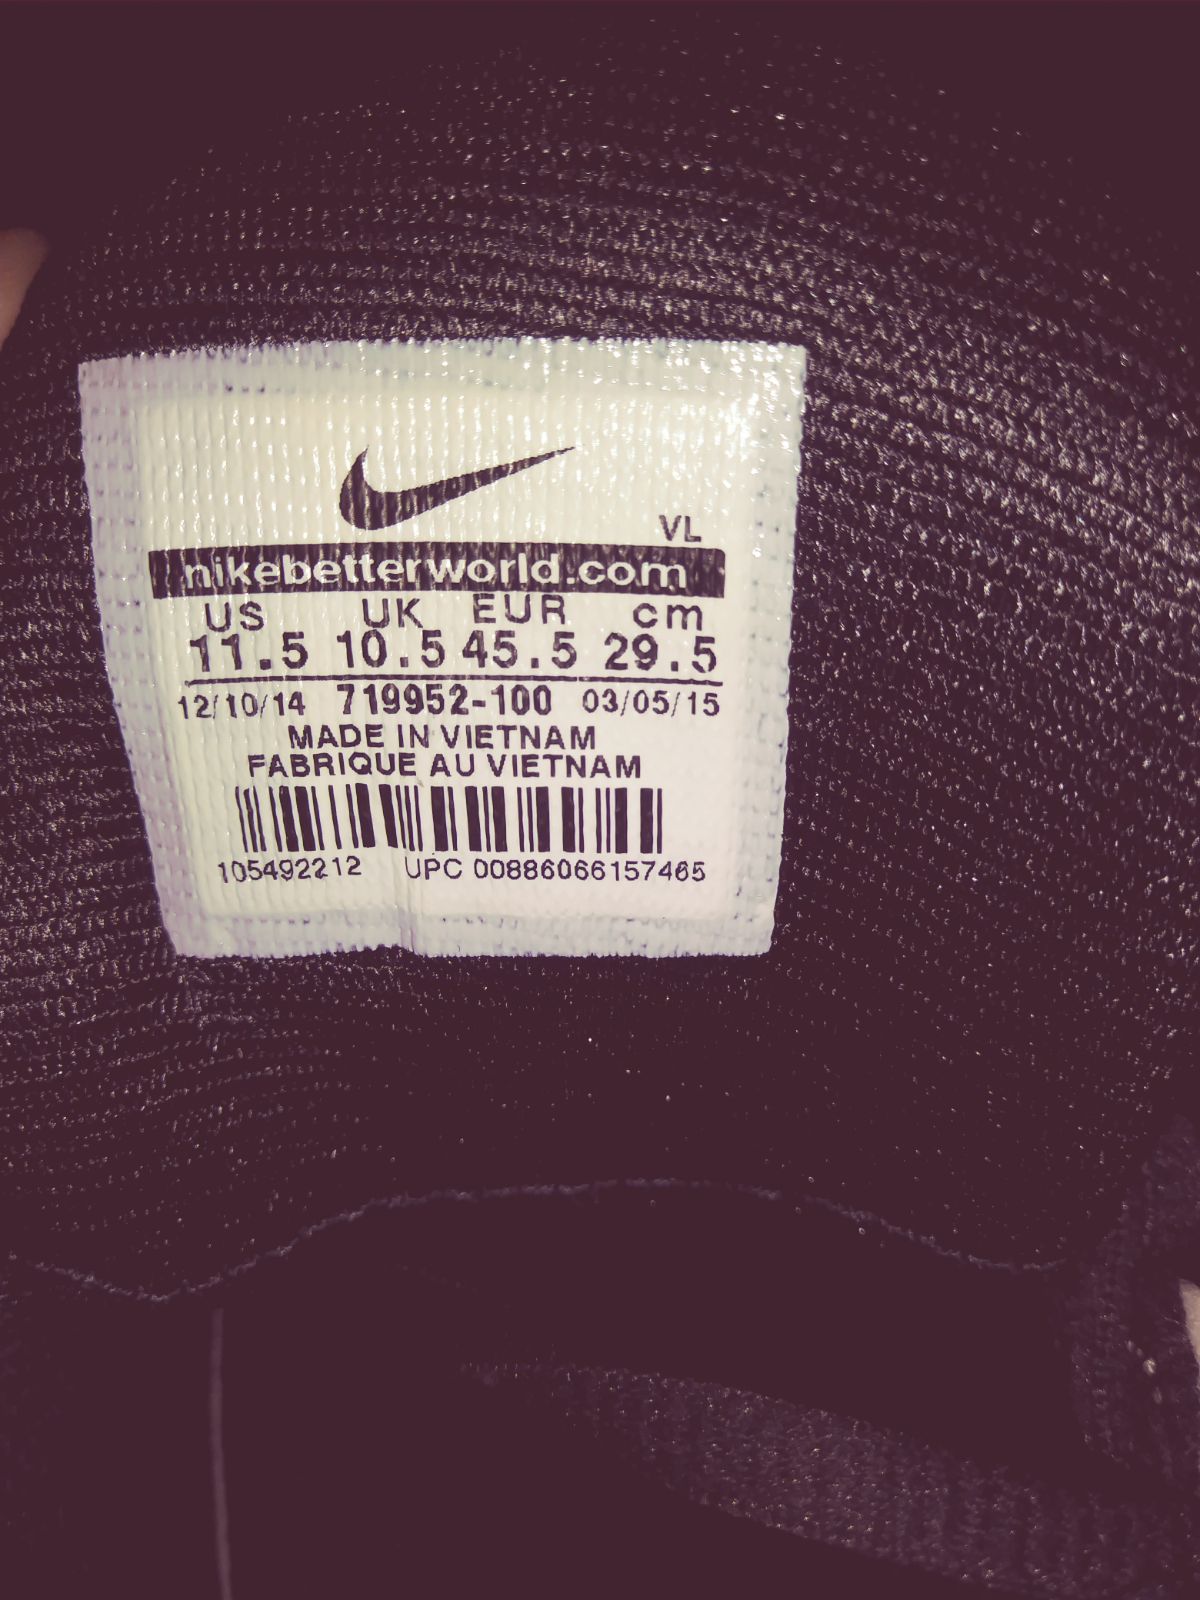 VL
nikebetterworld.com
US UK EUR cm
11.5 10.5 45.5 29.5
12/10/14 719952-100 03/05/15
MADE IN VIETNAM
FABRIQUE AU VIETNAM
105492212 UPC 00886066157465